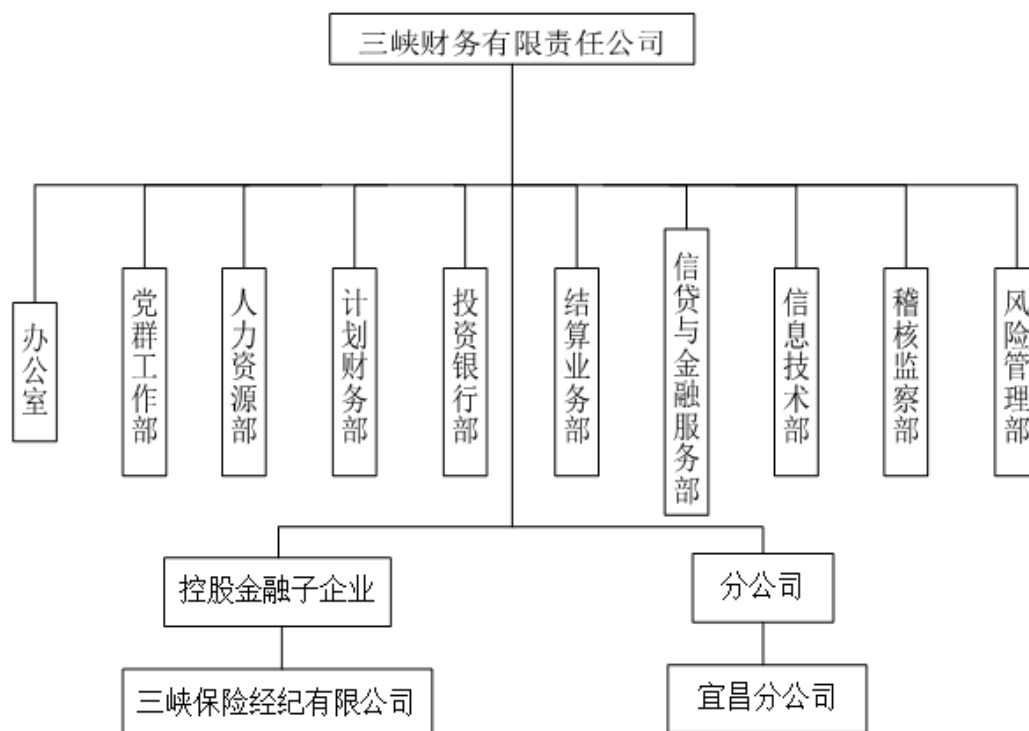 三峡财务有限责任公司
办公室
党群工作部
人力资源部
计划财务部
投资银行部
结算业务部
信贷与金融服务部
信息技术部
稽核监察部
风险管理部
控股金融子企业
分公司
三峡保险经纪有限公司
宜昌分公司